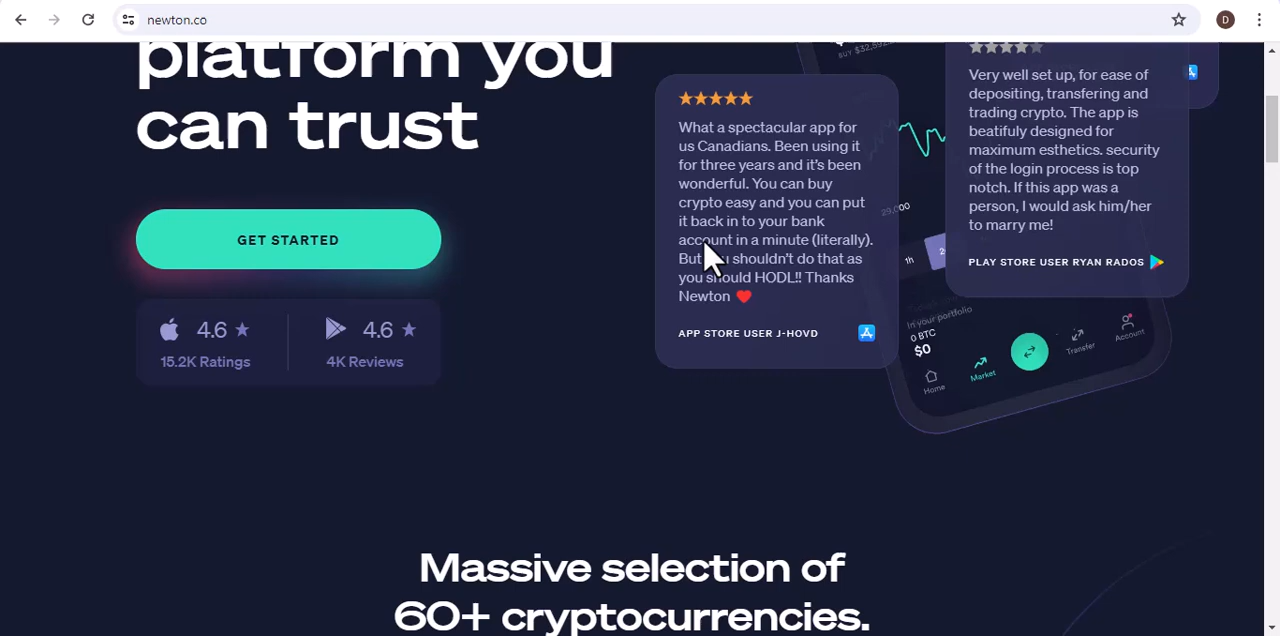 newton.co
D
platform you
can trust
GET STARTED
4.6
15.2K Ratings
4.6
4K Reviews
What a spectacular app for
us Canadians. Been using it
for three years and it's been
wonderful. You can buy
crypto easy and you can put
it back in to your bank
account in a minute (literally).
But you shouldn't do that as
you should HODL!! Thanks
Newton ❤️
APP STORE USER J-HOVD
Very well set up, for ease of
depositing, transfering and
trading crypto. The app is
beatifuly designed for
maximum esthetics. security
of the login process is top
notch. If this app was a
person, I would ask him/her
to marry me!
PLAY STORE USER RYAN RADOS
29,000
1h
In your portfolio
0 BTC
$0
Home
Market
Transfer
Account
Massive selection of
60+ cryptocurrencies.